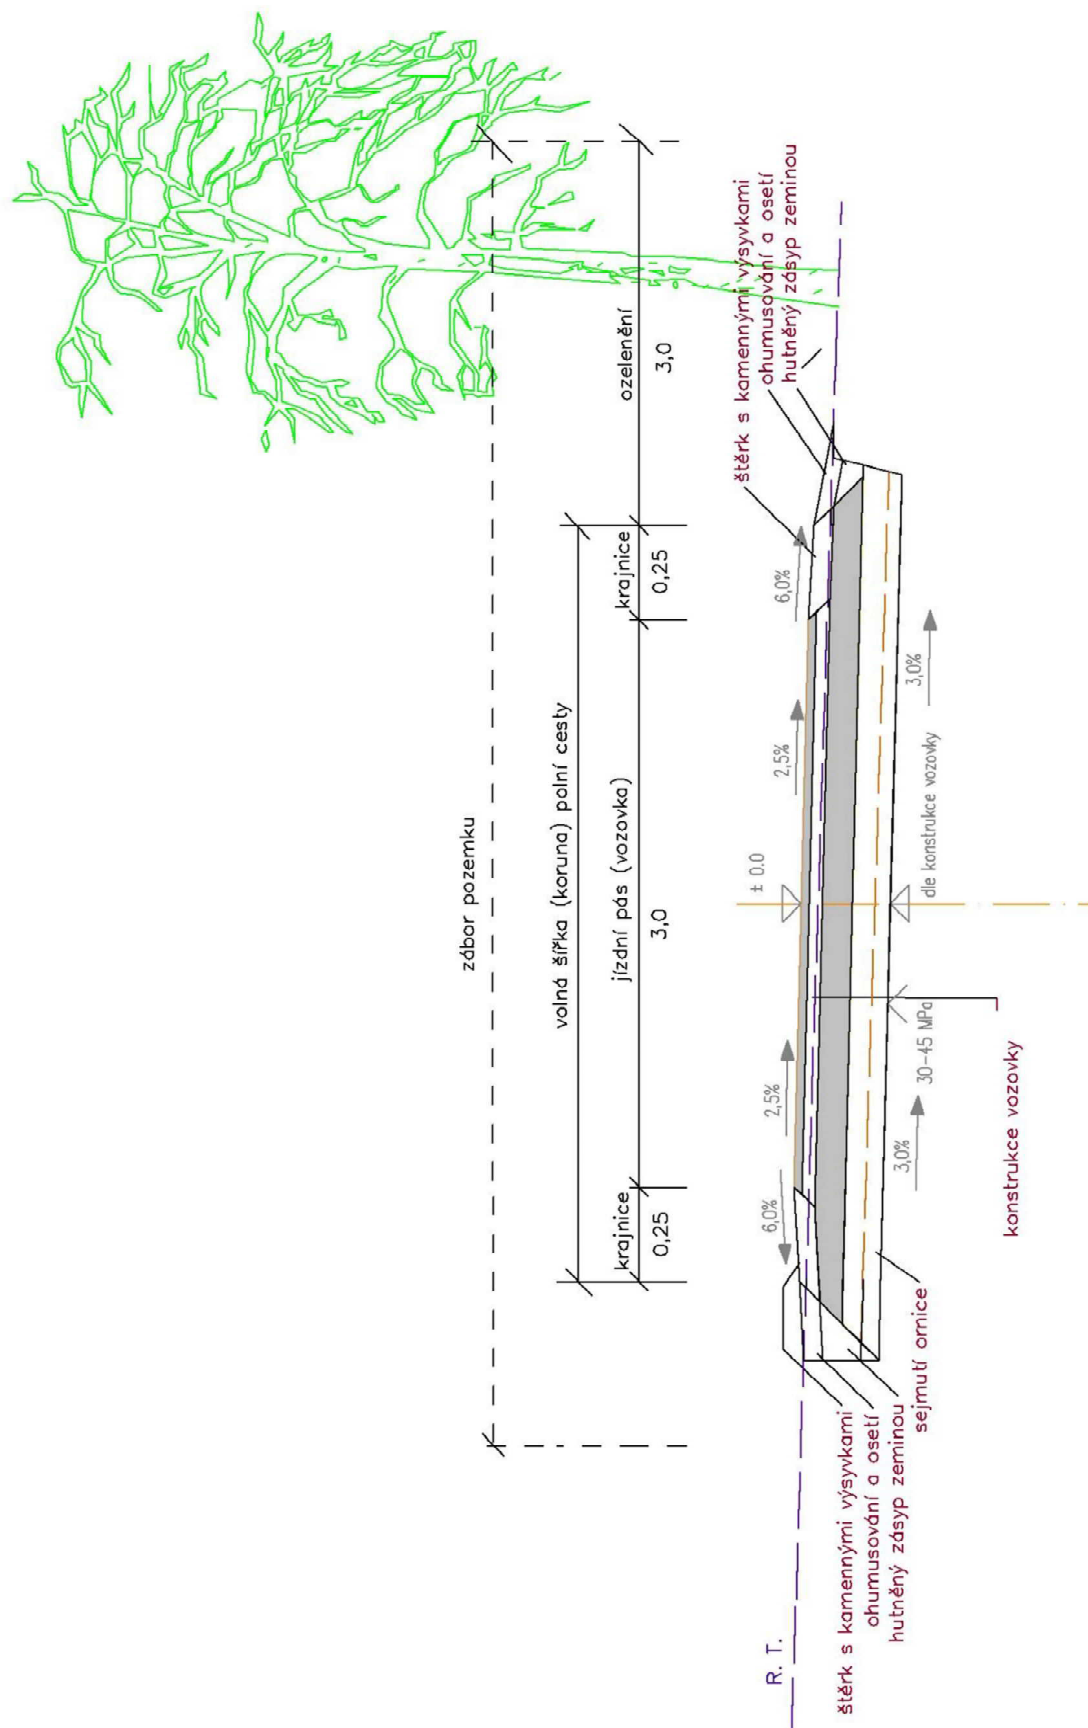 zábor pozemku
volná šířka (koruna) polní cesty
krajnice
jízdní pás (vozovka)
krajnice
ozelenění
0,25
3,0
0,25
3,0
štěrk s kamennými výsyvkami
ohumusování a osetí
hutněný zásyp zeminou
6,0%
2,5%
± 0.0
2,5%
6,0%
R. T.
3,0%
30-45 MPa
dle konstrukce vozovky
3,0%
štěrk s kamennými výsyvkami
ohumusování a osetí
hutněný zásyp zeminou
sejmutí ornice
konstrukce vozovky